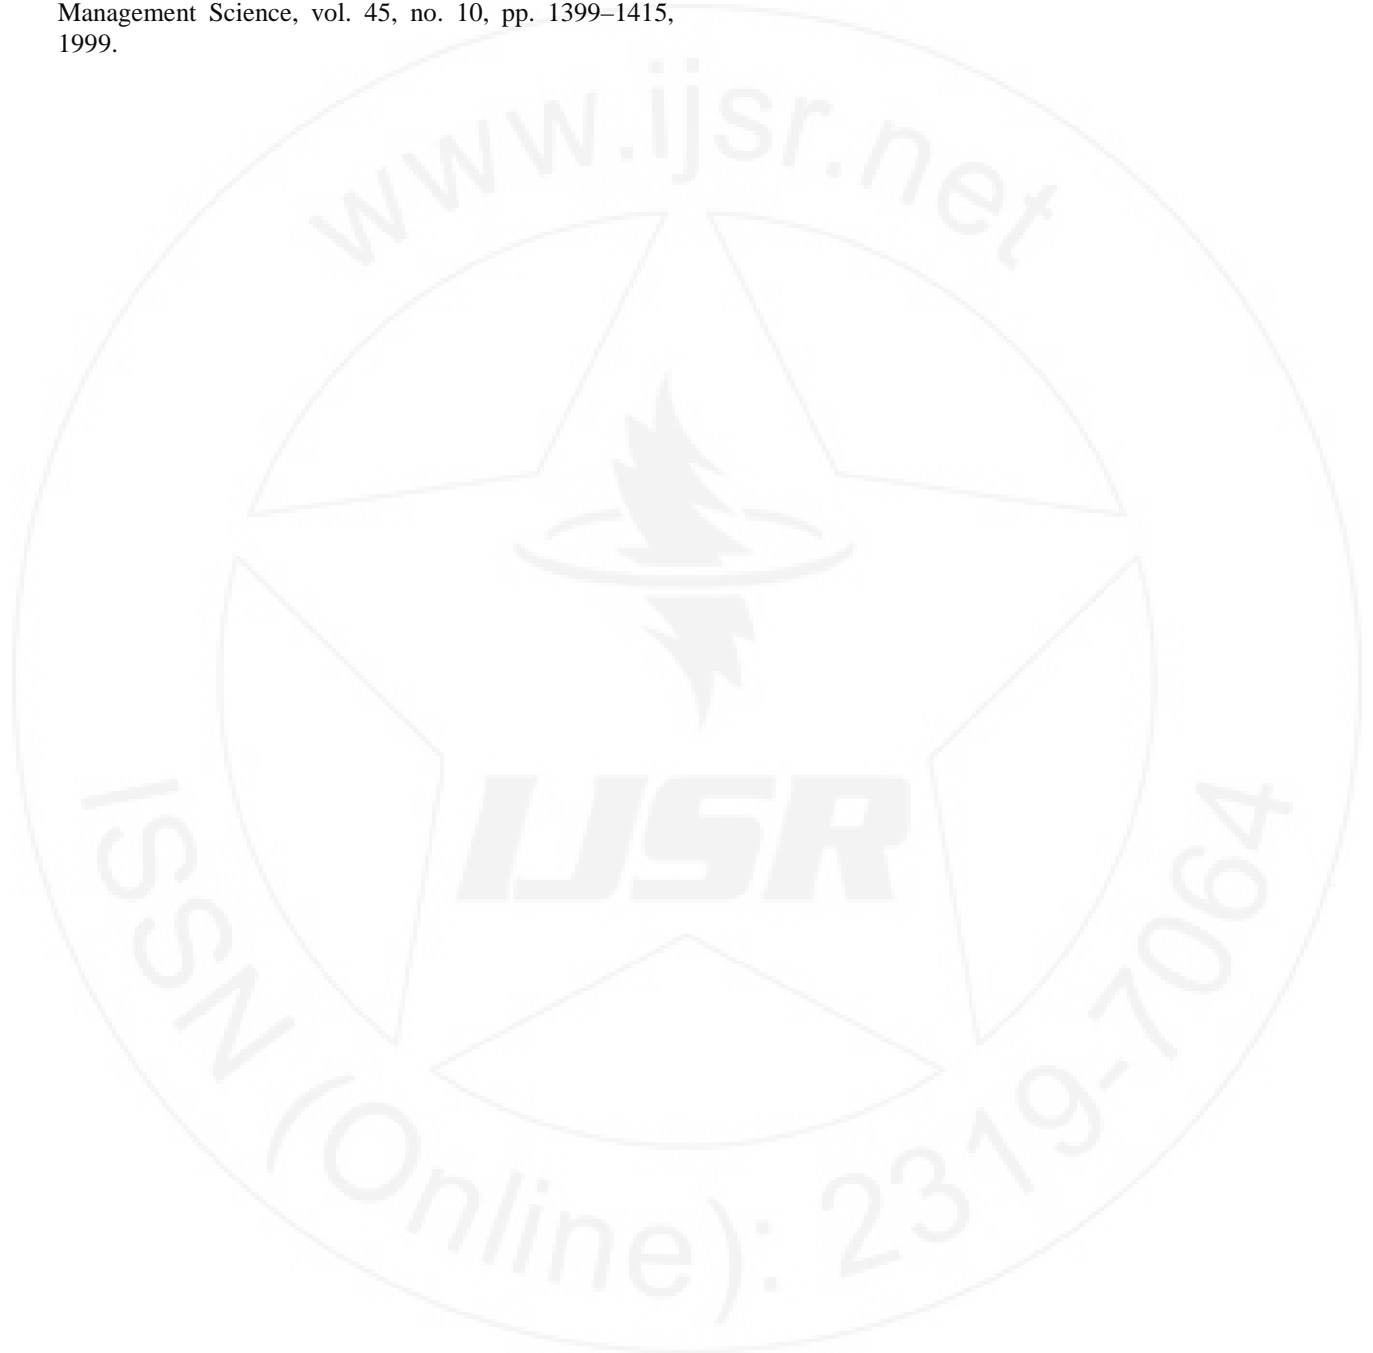 Management Science, vol. 45, no. 10, pp. 1399–1415,
1999.
www.ijsr.net
IJSR
ISSN (Online): 2319-7064